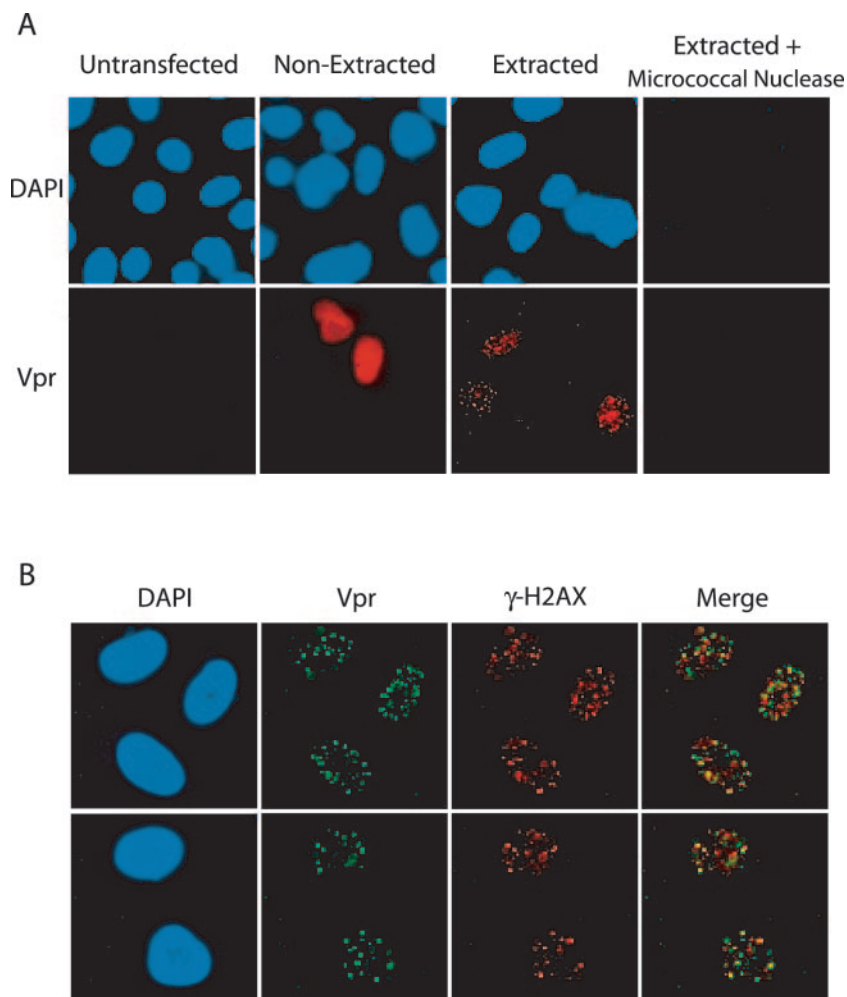 A
Untransfected
Non-Extracted
Extracted
Extracted +
Micrococcal Nuclease
DAPI
Vpr
B
DAPI
Vpr
γ-H2AX
Merge